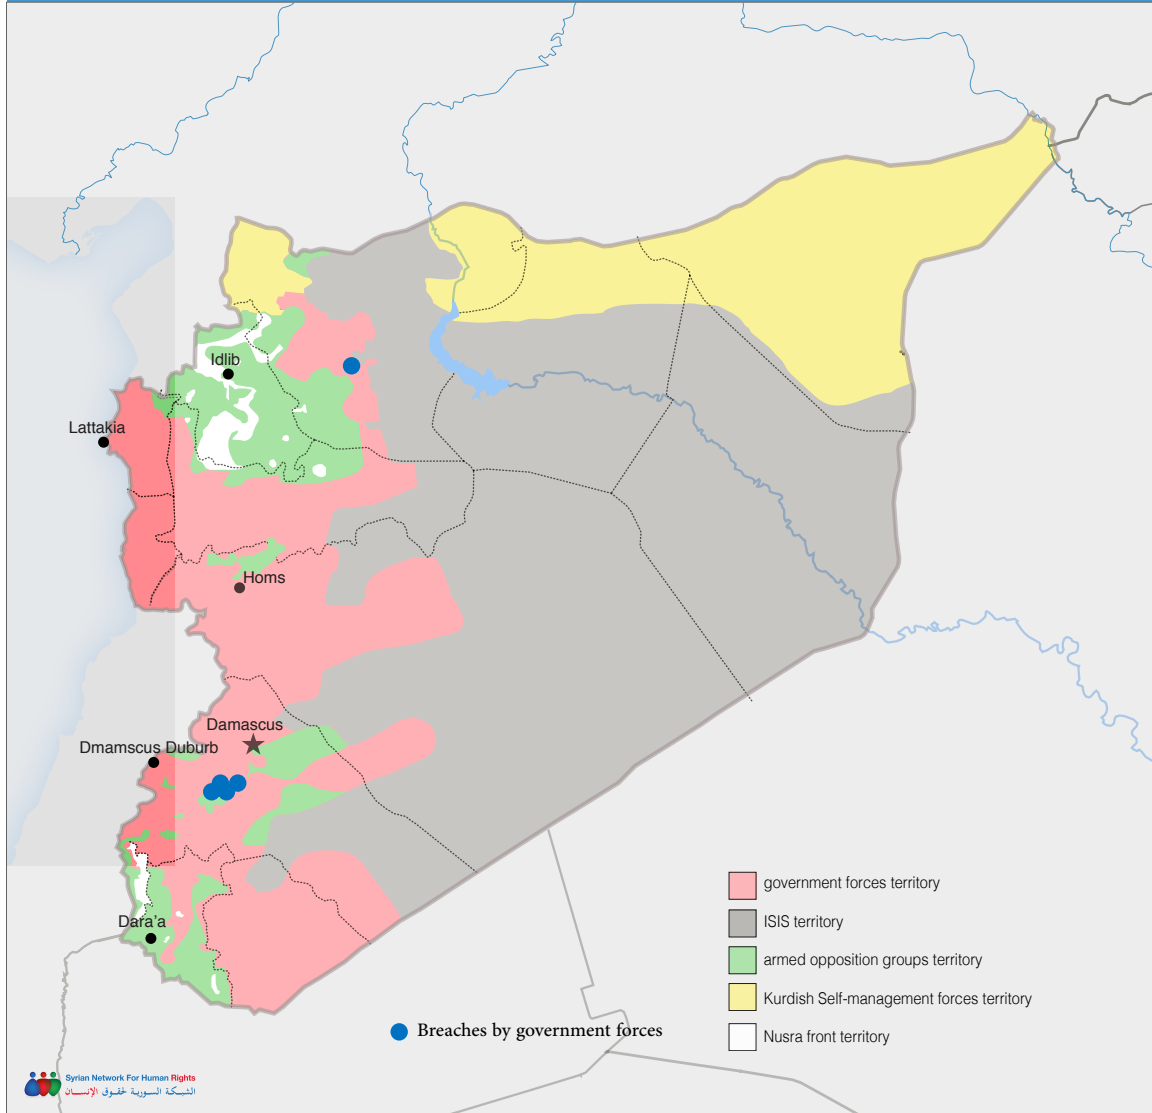 Idlib
Lattakia
Homs
Damascus
Dmamscus Duburb
Dara'a
government forces territory
ISIS territory
armed opposition groups territory
Kurdish Self-management forces territory
Nusra front territory
Breaches by government forces
Syrian Network For Human Rights
الشبكة السورية لحقوق الإنسان